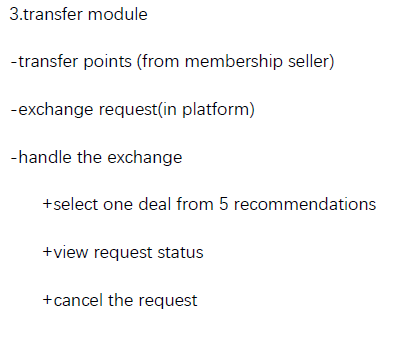 3.transfer module
-transfer points (from membership seller)
-exchange request(in platform)
-handle the exchange
+select one deal from 5 recommendations
+view request status
+cancel the request